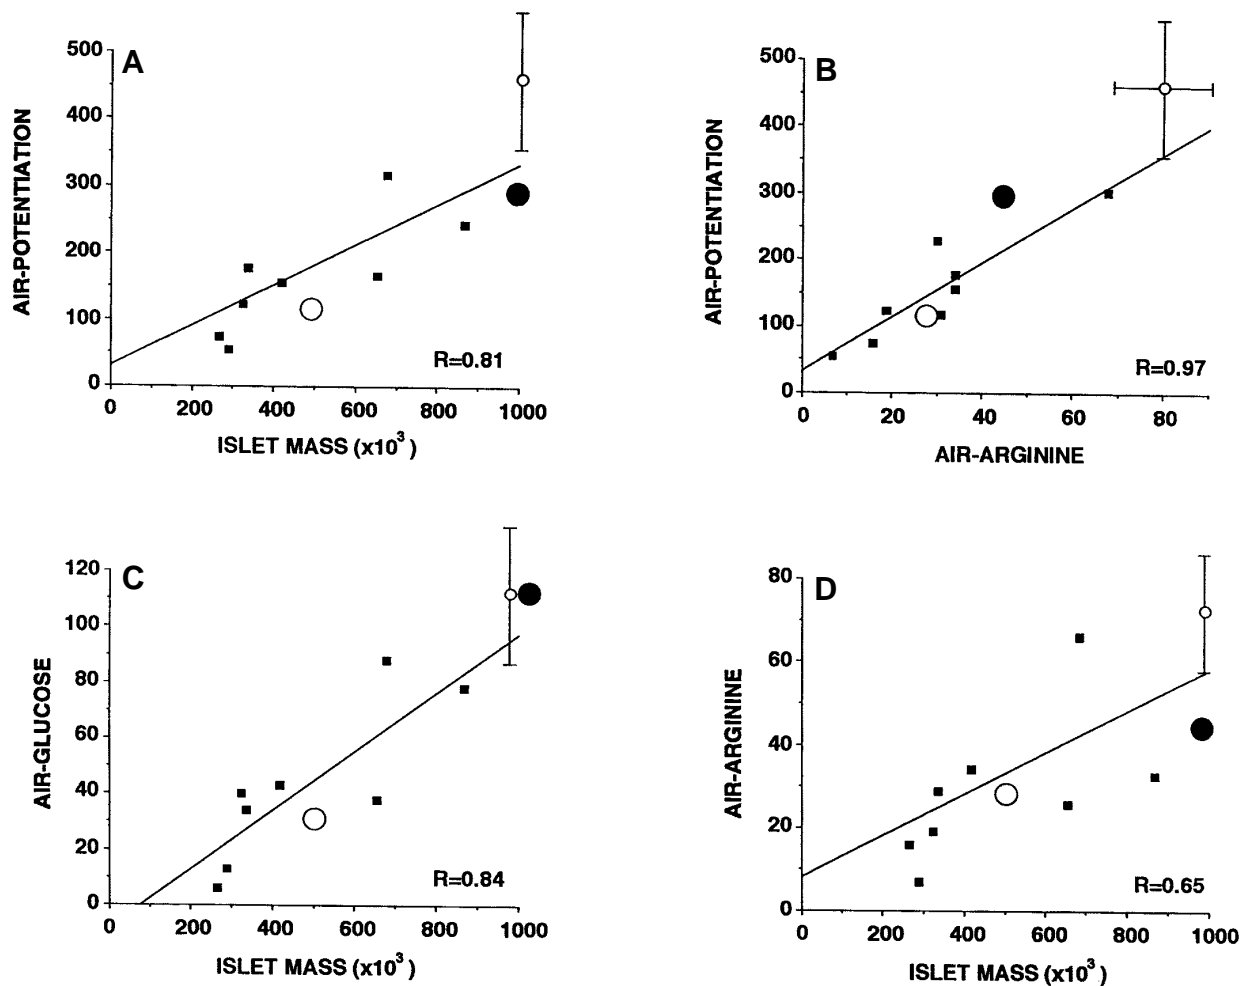 A
500
400
300
200
100
0
AIR-POTENTIATION
R=0.81
0 200 400 600 800 1000
ISLET MASS (x10³)
B
500
400
300
200
100
0
AIR-POTENTIATION
R=0.97
0 20 40 60 80
AIR-ARGININE
C
120
100
80
60
40
20
0
AIR-GLUCOSE
R=0.84
0 200 400 600 800 1000
ISLET MASS (x10³)
D
80
60
40
20
0
AIR-ARGININE
R=0.65
0 200 400 600 800 1000
ISLET MASS (x10³)